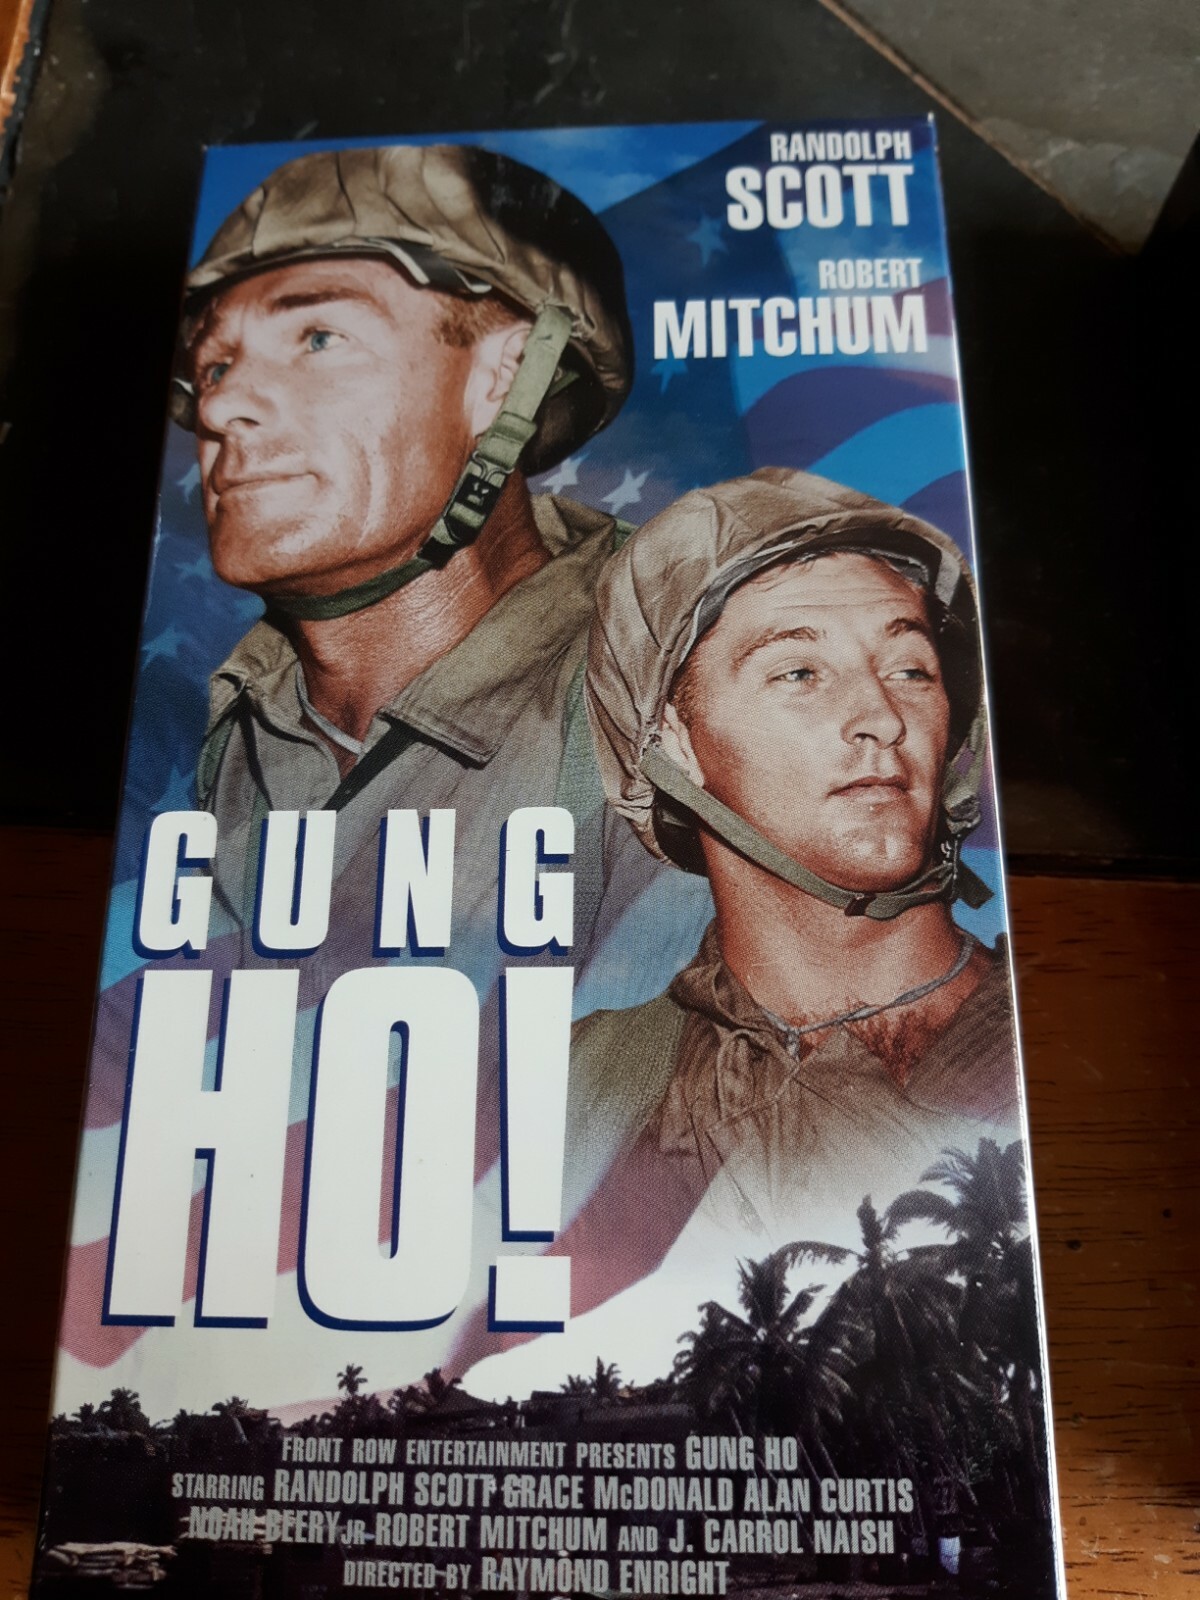 RANDOLPH
SCOTT
ROBERT
MITCHUM
GUNG
HO!
FRONT ROW ENTERTAINMENT PRESENTS GUNG HO
STARRING RANDOLPH SCOTT GRACE McDONALD ALAN CURTIS
NOAH BEERY JR ROBERT MITCHUM AND J. CARROL NAISH
DIRECTED BY RAYMOND ENRIGHT